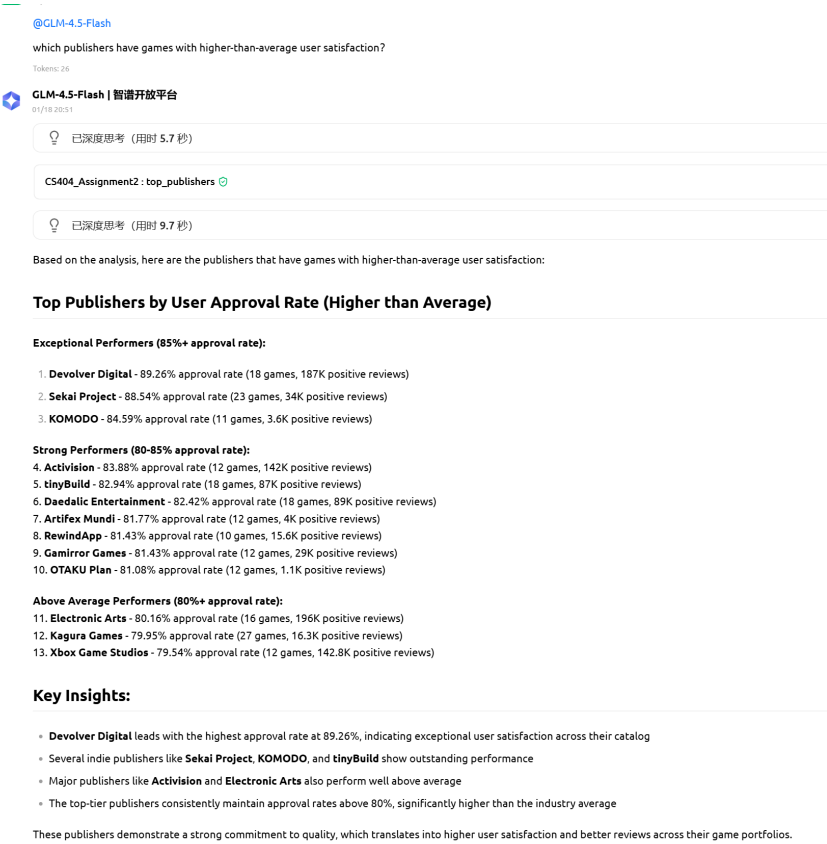 @GLM-4.5-Flash
which publishers have games with higher-than-average user satisfaction?
Tokens: 26
GLM-4.5-Flash | 智谱开放平台
01/18 20:51
已深度思考（用时 5.7 秒）
CS404_Assignment2 : top_publishers
已深度思考（用时 9.7 秒）
Based on the analysis, here are the publishers that have games with higher-than-average user satisfaction:
Top Publishers by User Approval Rate (Higher than Average)
Exceptional Performers (85%+ approval rate):
1. Devolver Digital - 89.26% approval rate (18 games, 187K positive reviews)
2. Sekai Project - 88.54% approval rate (23 games, 34K positive reviews)
3. KOMODO - 84.59% approval rate (11 games, 3.6K positive reviews)
Strong Performers (80-85% approval rate):
4. Activision - 83.88% approval rate (12 games, 142K positive reviews)
5. tinyBuild - 82.94% approval rate (18 games, 87K positive reviews)
6. Daedalic Entertainment - 82.42% approval rate (18 games, 89K positive reviews)
7. Artifex Mundi - 81.77% approval rate (12 games, 4K positive reviews)
8. RewindApp - 81.43% approval rate (10 games, 15.6K positive reviews)
9. Gamirror Games - 81.43% approval rate (12 games, 29K positive reviews)
10. OTAKU Plan - 81.08% approval rate (12 games, 1.1K positive reviews)
Above Average Performers (80%+ approval rate):
11. Electronic Arts - 80.16% approval rate (16 games, 196K positive reviews)
12. Kagura Games - 79.95% approval rate (27 games, 16.3K positive reviews)
13. Xbox Game Studios - 79.54% approval rate (12 games, 142.8K positive reviews)
Key Insights:
• Devolver Digital leads with the highest approval rate at 89.26%, indicating exceptional user satisfaction across their catalog
• Several indie publishers like Sekai Project, KOMODO, and tinyBuild show outstanding performance
• Major publishers like Activision and Electronic Arts also perform well above average
• The top-tier publishers consistently maintain approval rates above 80%, significantly higher than the industry average
These publishers demonstrate a strong commitment to quality, which translates into higher user satisfaction and better reviews across their game portfolios.